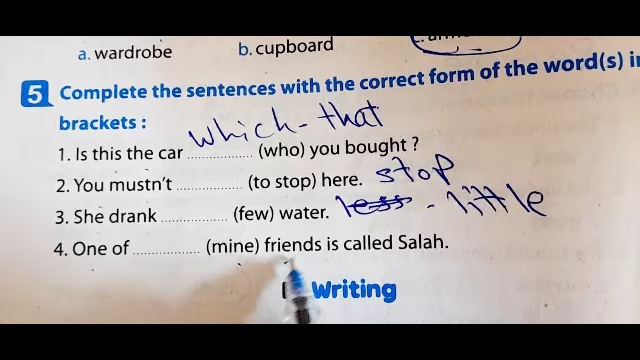 a. wardrobe b. cupboard
5 Complete the sentences with the correct form of the word(s) in
brackets :
which - that
1. Is this the car .................. (who) you bought ?
2. You mustn't .................. (to stop) here. stop
3. She drank .................. (few) water. less - little
4. One of .................. (mine) friends is called Salah.
Writing